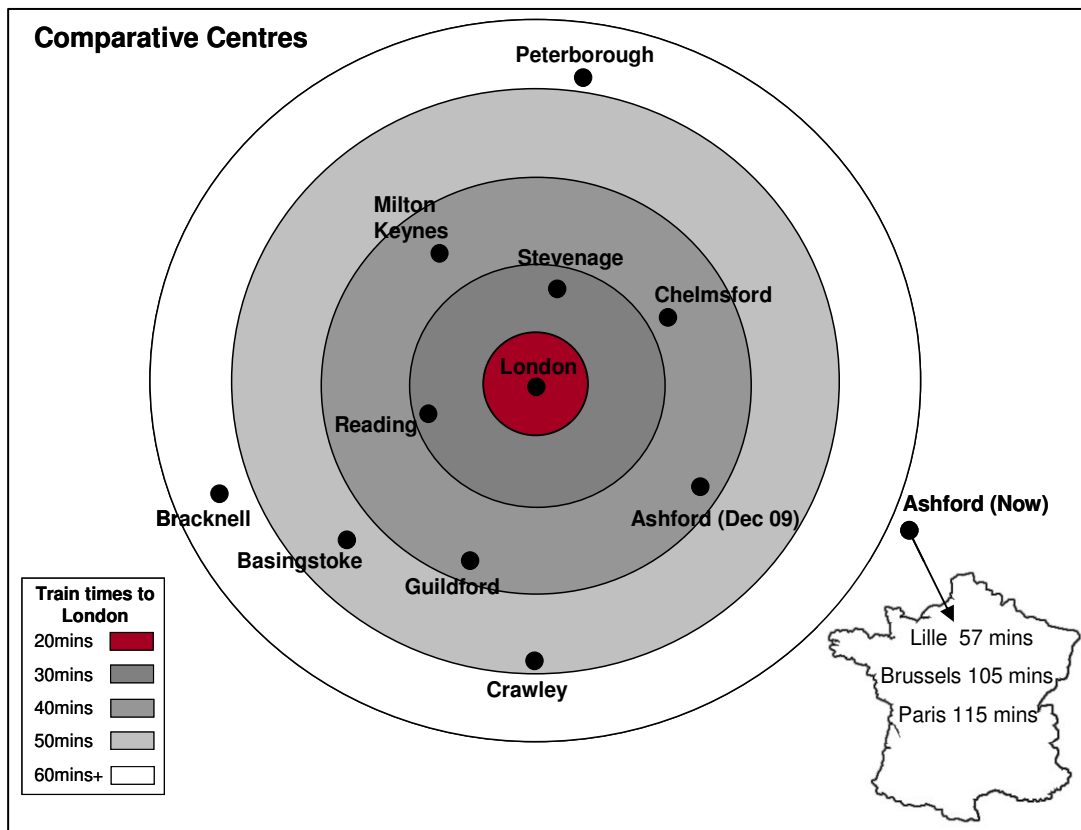 Comparative Centres
Peterborough
Milton
Keynes
Stevenage
Chelmsford
London
Reading
Ashford (Dec 09)
Ashford (Now)
Bracknell
Basingstoke
Guildford
Crawley
Train times to
London
20mins
30mins
40mins
50mins
60mins+
Lille 57 mins
Brussels 105 mins
Paris 115 mins